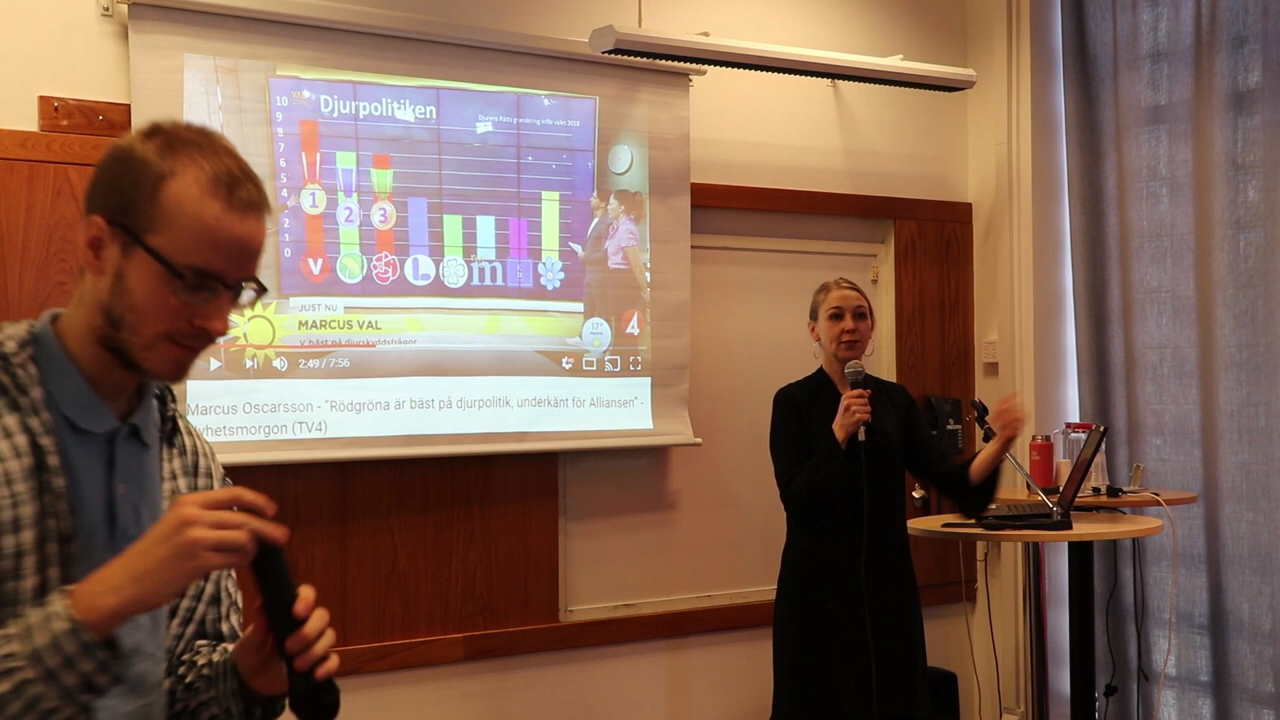 Djurpolitiken
Djurens Rätts granskning inför valet 2018
10
9
8
7
6
5
4
2
1
0
1
2
3
V
L
m
JUST NU
MARCUS VAL
V bäst på djurskyddsfrågor
17°
4
2:49 / 7:56
Marcus Oscarsson - "Rödgröna är bäst på djurpolitik, underkänt för Alliansen" -
yhetsmorgon (TV4)